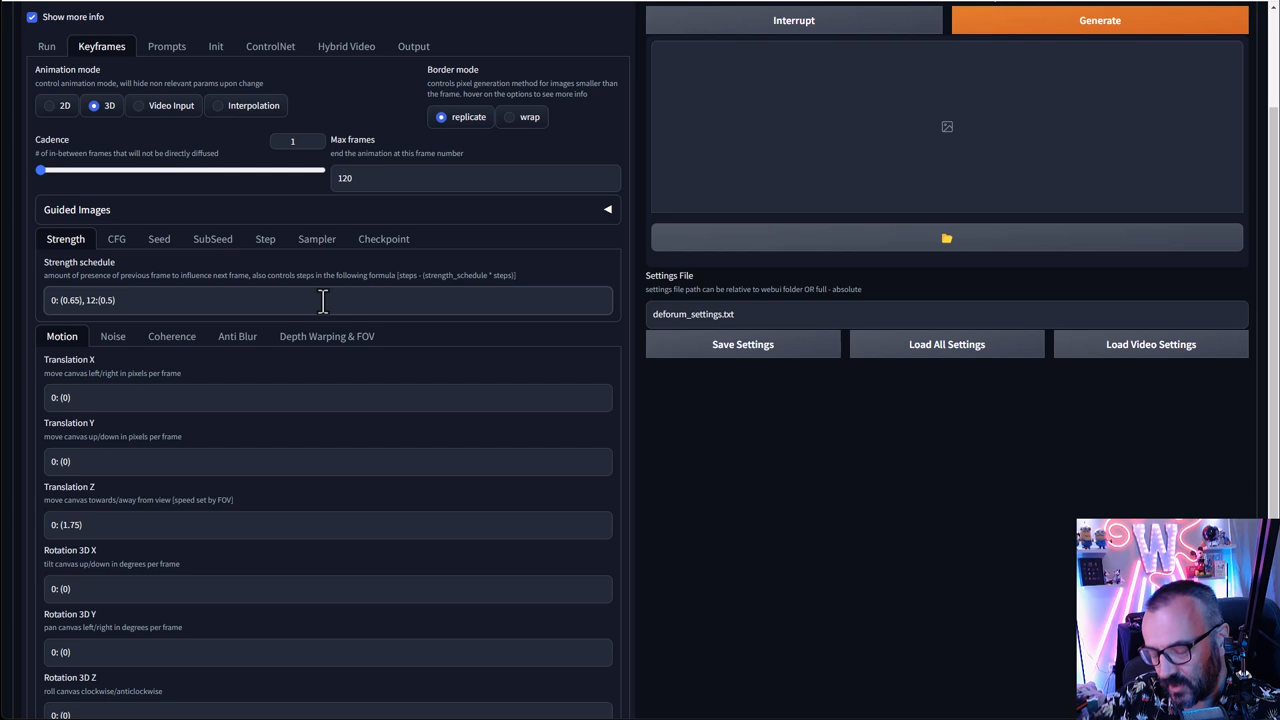 Show more info
Interrupt
Generate
Run
Keyframes
Prompts
Init
ControlNet
Hybrid Video
Output
Animation mode
control animation mode, will hide non relevant params upon change
2D
3D
Video Input
Interpolation
Border mode
controls pixel generation method for images smaller than
the frame. hover on the options to see more info
replicate
wrap
Cadence
1
# of in-between frames that will not be directly diffused
Max frames
end the animation at this frame number
120
Guided Images
Strength
CFG
Seed
SubSeed
Step
Sampler
Checkpoint
Strength schedule
amount of presence of previous frame to influence next frame, also controls steps in the following formula [steps - (strength_schedule * steps)]
0: (0.65), 12:(0.5)
Motion
Noise
Coherence
Anti Blur
Depth Warping & FOV
Translation X
move canvas left/right in pixels per frame
0: (0)
Translation Y
move canvas up/down in pixels per frame
0: (0)
Translation Z
move canvas towards/away from view [speed set by FOV]
0: (1.75)
Rotation 3D X
tilt canvas up/down in degrees per frame
0: (0)
Rotation 3D Y
pan canvas left/right in degrees per frame
0: (0)
Rotation 3D Z
roll canvas clockwise/anticlockwise
0: (0)
Settings File
settings file path can be relative to webui folder OR full - absolute
deforum_settings.txt
Save Settings
Load All Settings
Load Video Settings
W